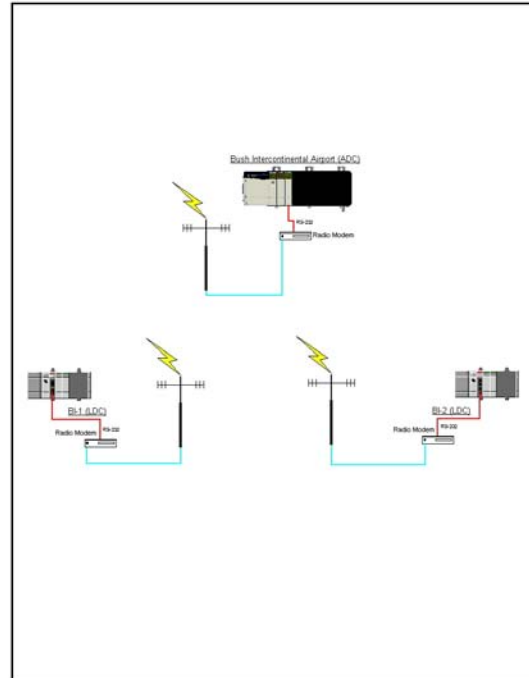 Bush Intercontinental Airport (ADC)
RS-232
Radio Modem
BI-1 (LDC)
RS-232
Radio Modem
BI-2 (LDC)
RS-232
Radio Modem